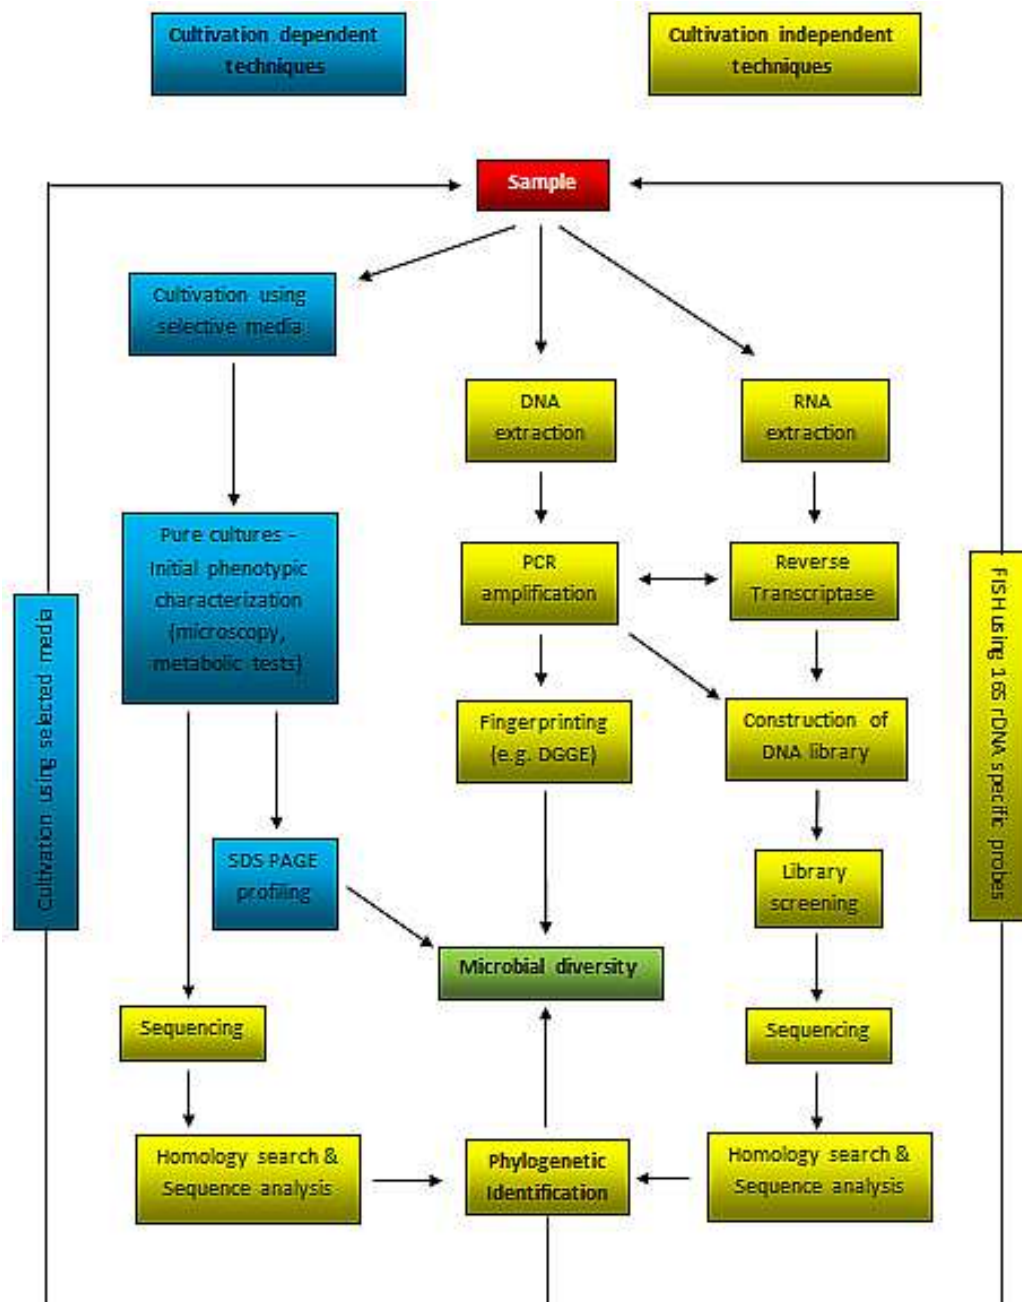 Cultivation dependent
techniques
Cultivation independent
techniques
Sample
Cultivation using
selective media
DNA
extraction
RNA
extraction
Pure cultures –
Initial phenotypic
characterization
(microscopy,
metabolic tests)
PCR
amplification
Reverse
Transcriptase
Cultivation using selected media
FISH using 16S rDNA specific probes
Fingerprinting
(e.g. DGGE)
Construction of
DNA library
SDS PAGE
profiling
Library
screening
Microbial diversity
Sequencing
Sequencing
Homology search &
Sequence analysis
Phylogenetic
Identification
Homology search &
Sequence analysis